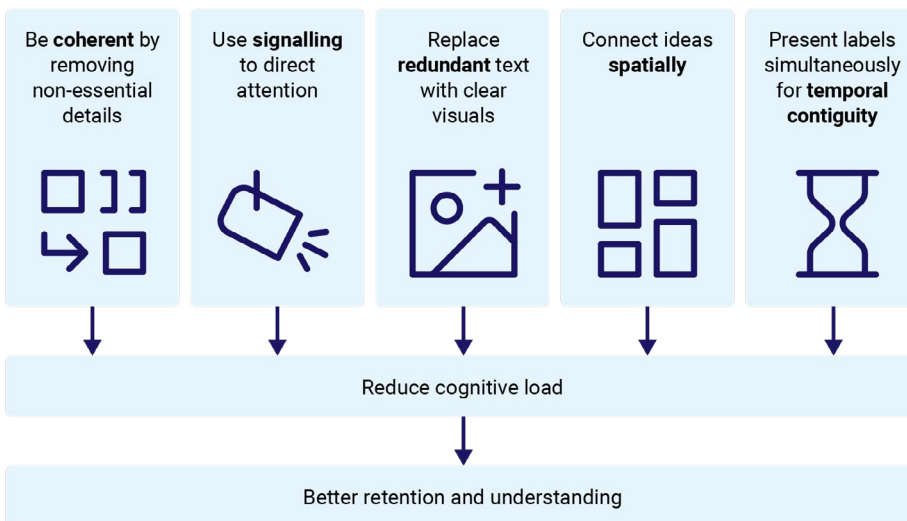 Be coherent by
removing
non-essential
details
Use signalling
to direct
attention
Replace
redundant text
with clear
visuals
Connect ideas
spatially
Present labels
simultaneously
for temporal
contiguity
Reduce cognitive load
Better retention and understanding